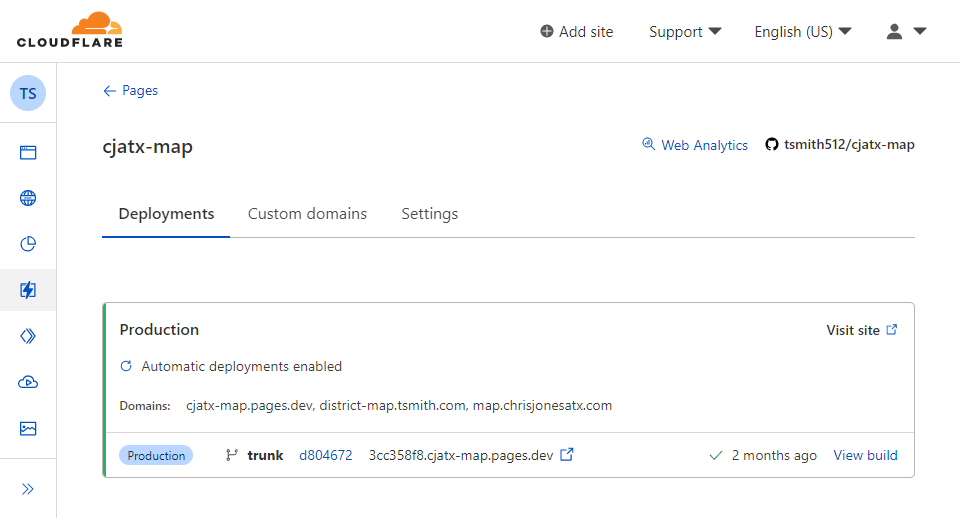 CLOUDFLARE
Add site Support English (US)
TS
Pages
cjatx-map
Web Analytics tsmith512/cjatx-map
Deployments Custom domains Settings
Production Visit site
Automatic deployments enabled
Domains: cjatx-map.pages.dev, district-map.tsmith.com, map.chrisjonesatx.com
Production trunk d804672 3cc358f8.cjatx-map.pages.dev 2 months ago View build